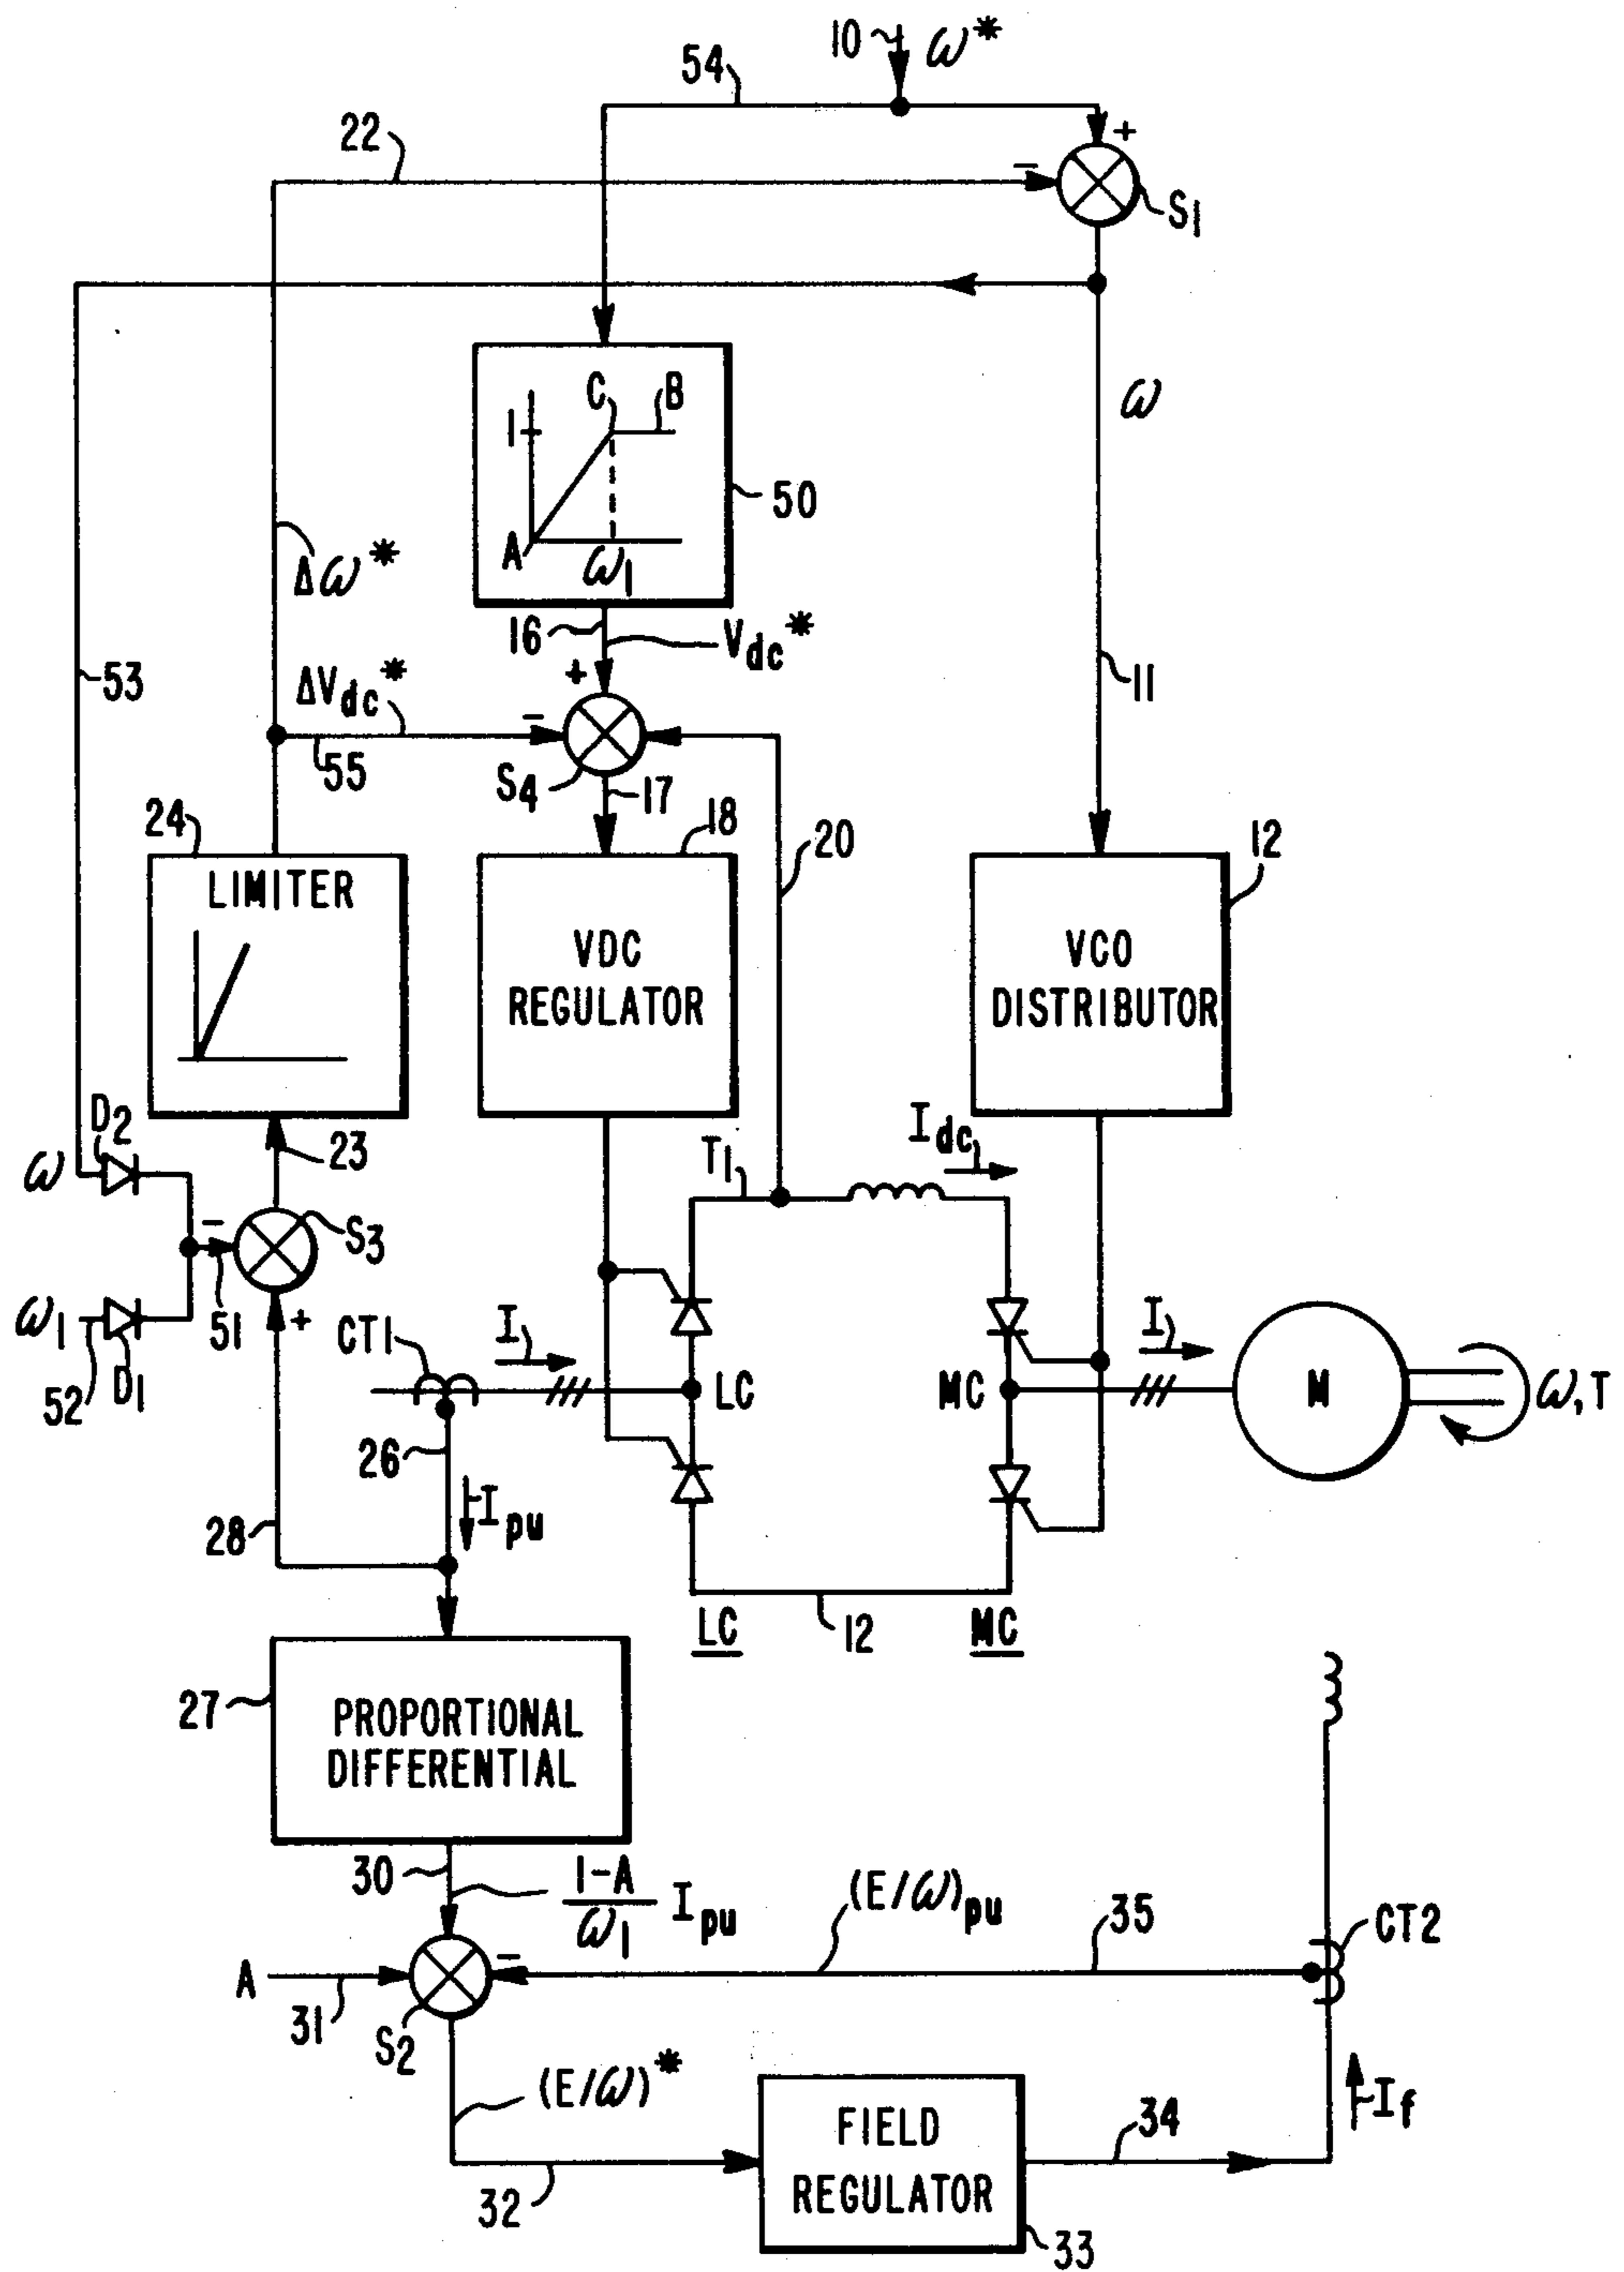 10 ω*
54
22
+
−
S1
C B
1
50
A
ω1
ω
Δω*
16
Vdc*
+
53
11
ΔVdc*
−
55
S4
17
24
18
20
12
LIMITER
VDC
REGULATOR
VCO
DISTRIBUTOR
D2
23
Idc
T1
ω
−
S3
ω1
51
+
CT1
I
I
52
D1
LC
MC
M
ω,T
26
28
Ipu
LC
12
MC
27
PROPORTIONAL
DIFFERENTIAL
30
1-A
ω1
Ipu
(E/ω)pu
35
CT2
A
−
31
S2
(E/ω)*
If
FIELD
REGULATOR
34
32
33